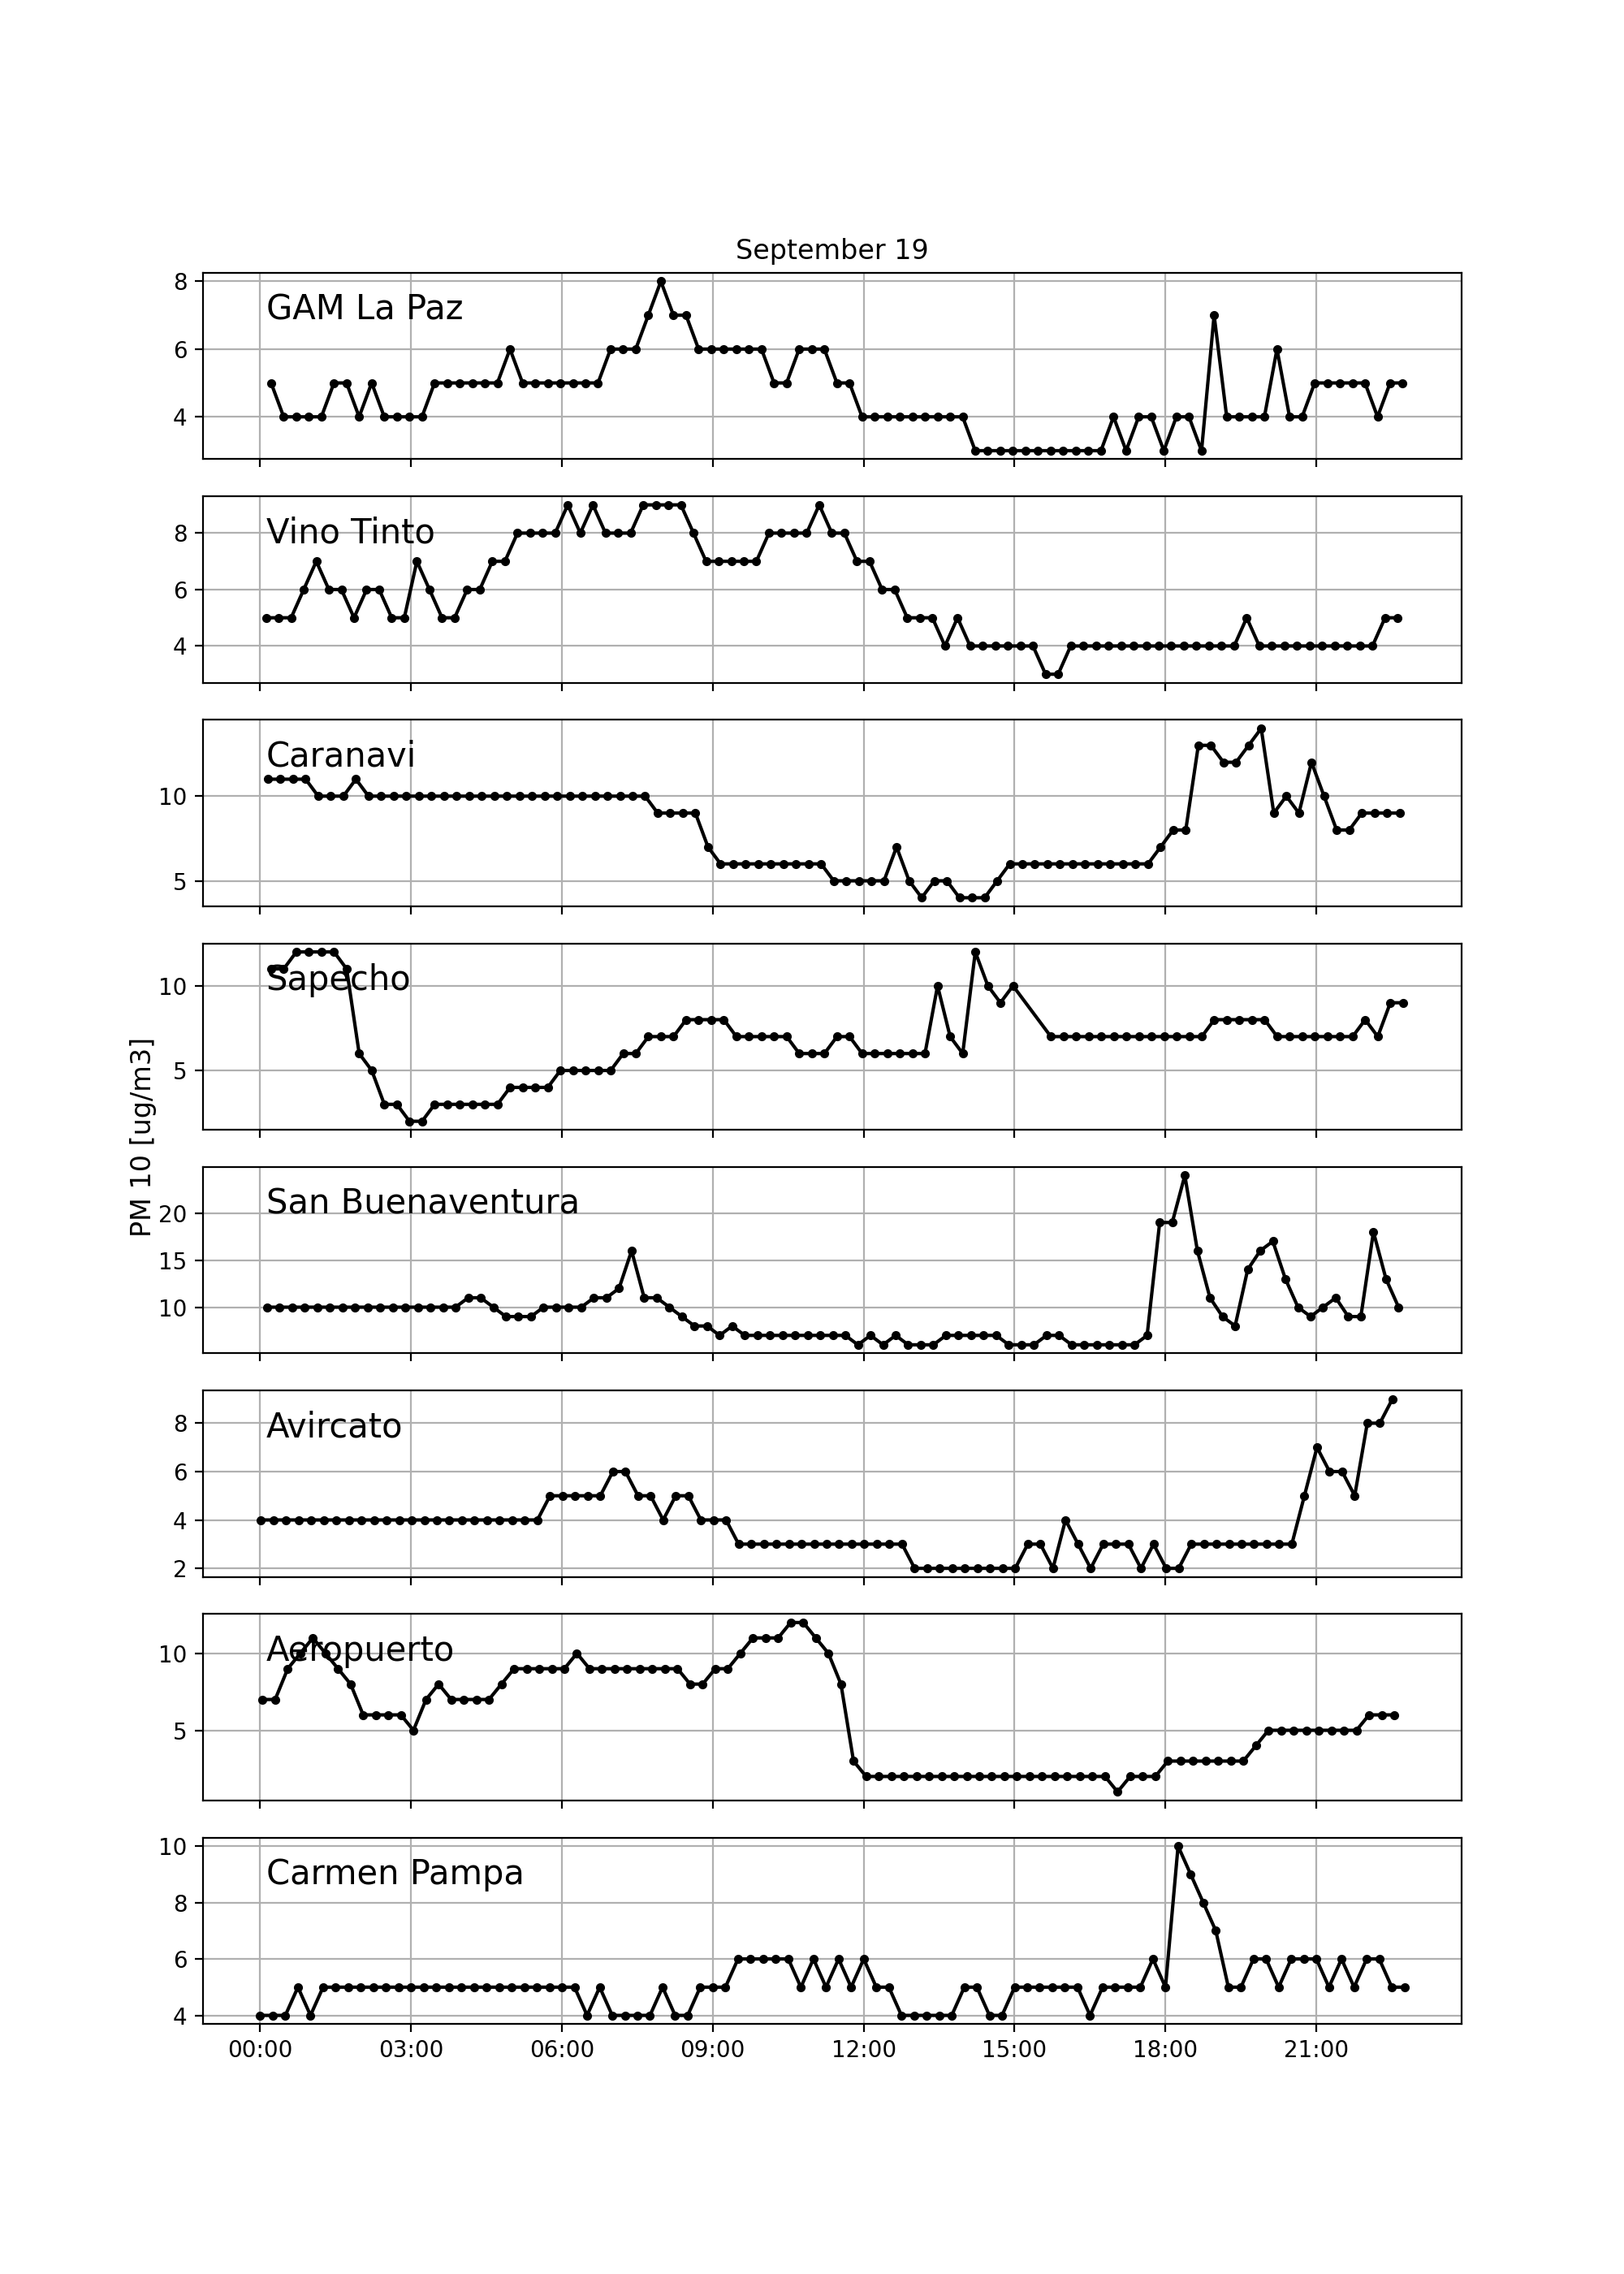 September 19
PM 10 [ug/m3]
GAM La Paz
8
6
4
Vino Tinto
8
6
4
Caranavi
10
5
Sapecho
10
5
San Buenaventura
20
15
10
Avircato
8
6
4
2
Aeropuerto
10
5
Carmen Pampa
10
8
6
4
00:00 03:00 06:00 09:00 12:00 15:00 18:00 21:00